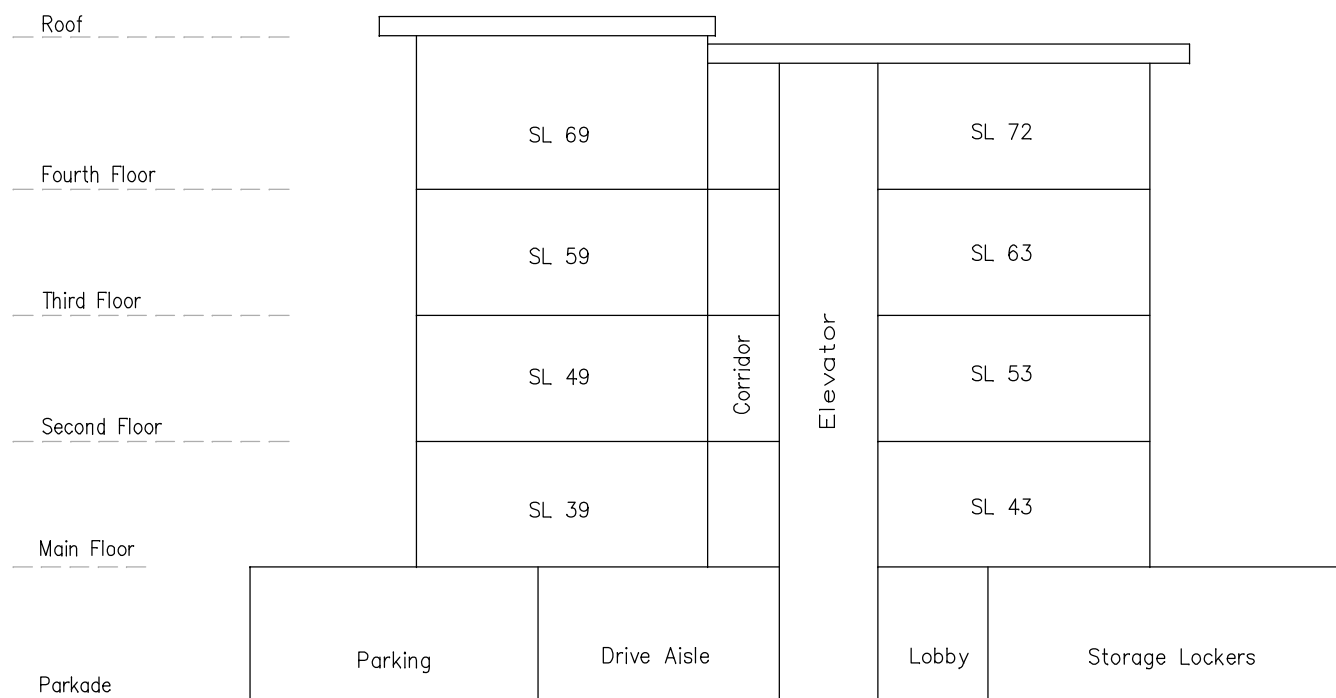 Roof
SL 69
SL 72
Fourth Floor
SL 59
SL 63
Third Floor
Corridor
Elevator
SL 49
SL 53
Second Floor
SL 39
SL 43
Main Floor
Parking
Drive Aisle
Lobby
Storage Lockers
Parkade